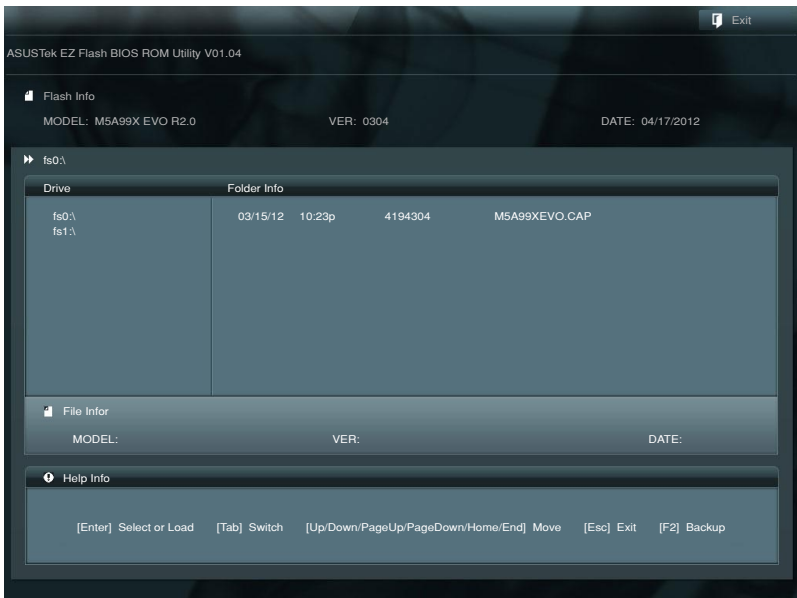 Exit
ASUSTek EZ Flash BIOS ROM Utility V01.04
Flash Info
MODEL: M5A99X EVO R2.0 VER: 0304 DATE: 04/17/2012
fs0:\
Drive Folder Info
fs0:\ 03/15/12 10:23p 4194304 M5A99XEVO.CAP
fs1:\
File Infor
MODEL: VER: DATE:
Help Info
[Enter] Select or Load [Tab] Switch [Up/Down/PageUp/PageDown/Home/End] Move [Esc] Exit [F2] Backup